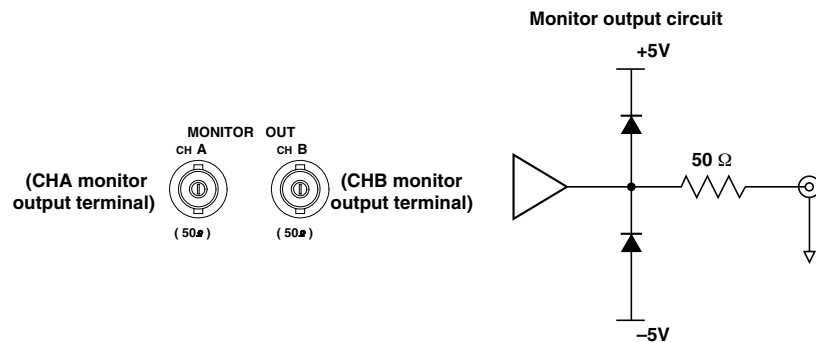 Monitor output circuit
+5V
MONITOR OUT
CH A
CH B
(CHA monitor
output terminal)
(CHB monitor
output terminal)
50 Ω
(50Ω)
(50Ω)
–5V